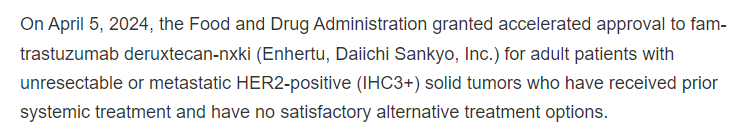 On April 5, 2024, the Food and Drug Administration granted accelerated approval to fam-
trastuzumab deruxtecan-nxki (Enhertu, Daiichi Sankyo, Inc.) for adult patients with
unresectable or metastatic HER2-positive (IHC3+) solid tumors who have received prior
systemic treatment and have no satisfactory alternative treatment options.